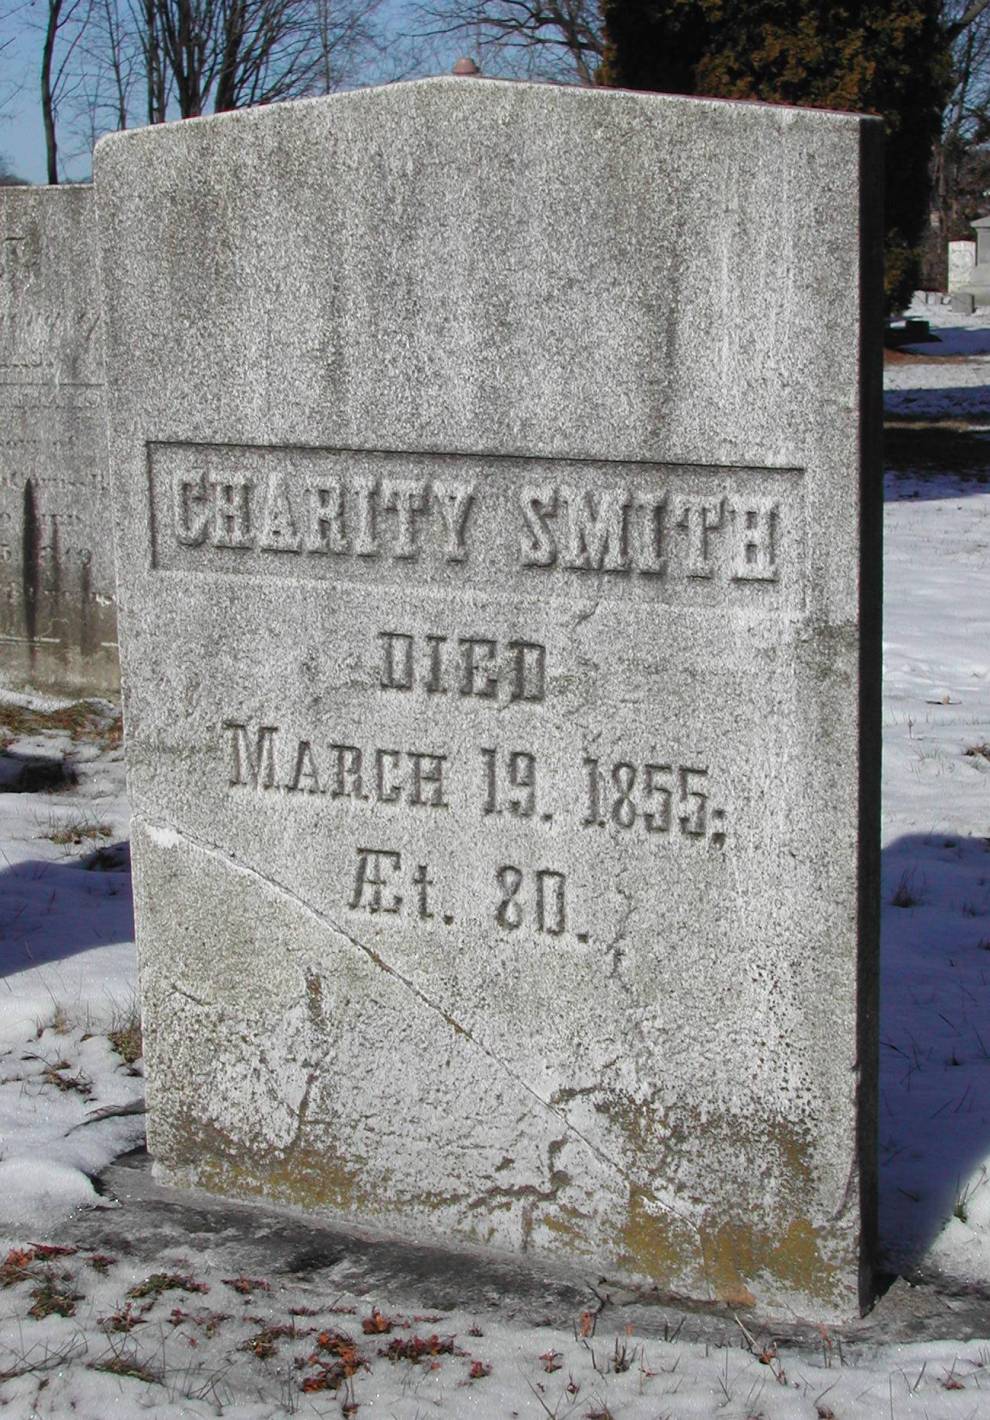 CHARITY SMITH
DIED
MARCH 19. 1855;
Æt. 80.